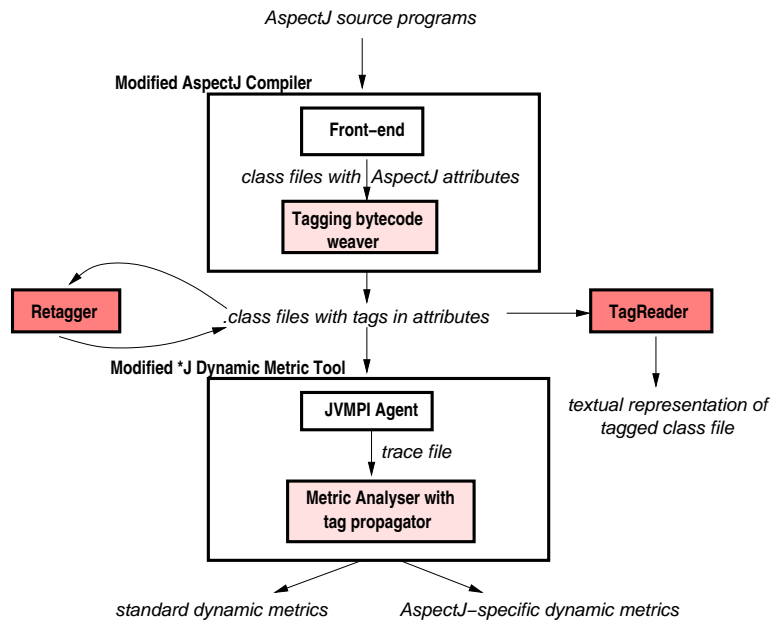 AspectJ source programs
Modified AspectJ Compiler
Front−end
class files with AspectJ attributes
Tagging bytecode
weaver
Retagger
class files with tags in attributes
TagReader
Modified *J Dynamic Metric Tool
JVMPI Agent
textual representation of
tagged class file
trace file
Metric Analyser with
tag propagator
standard dynamic metrics
AspectJ−specific dynamic metrics